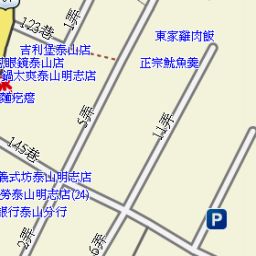 123巷
1弄
東家雞肉飯
吉利堡泰山店
眼鏡泰山店
正宗魷魚羹
鍋太爽泰山明志店
麵疙瘩
5弄
11弄
145巷
義式坊泰山明志店
勞泰山明志店(24)
銀行泰山分行
2弄
6弄
P